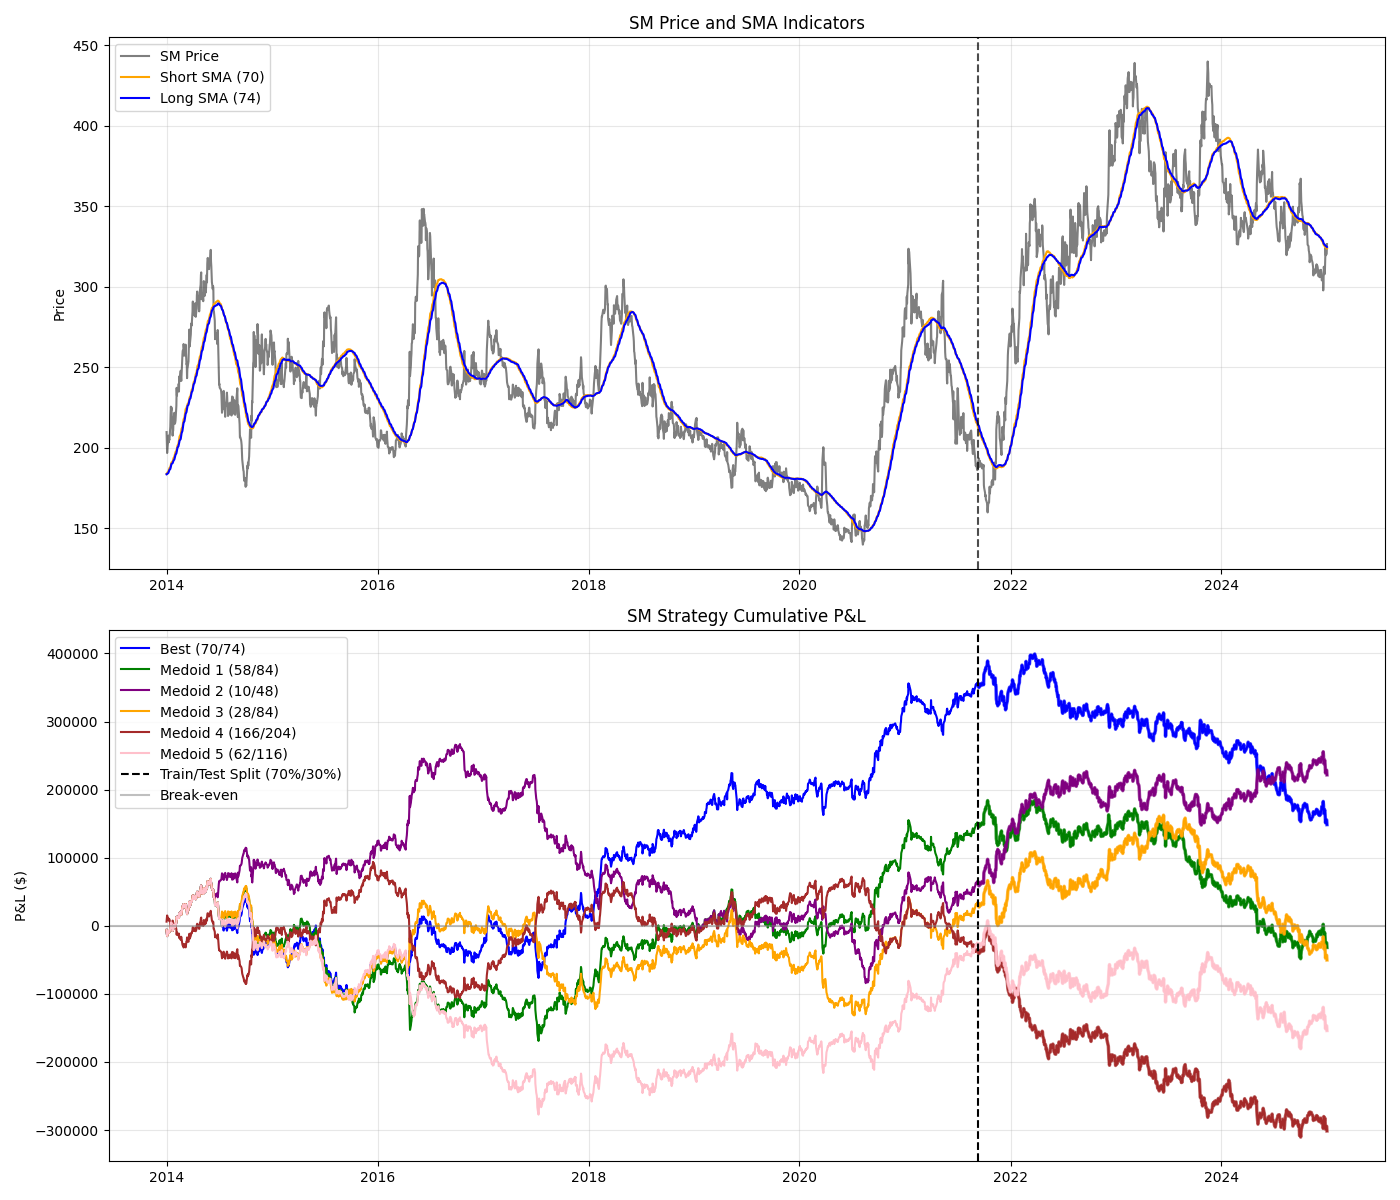 SM Price and SMA Indicators
SM Price
Short SMA (70)
Long SMA (74)
Price
450
400
350
300
250
200
150
2014
2016
2018
2020
2022
2024
SM Strategy Cumulative P&L
Best (70/74)
Medoid 1 (58/84)
Medoid 2 (10/48)
Medoid 3 (28/84)
Medoid 4 (166/204)
Medoid 5 (62/116)
Train/Test Split (70%/30%)
Break-even
P&L ($)
400000
300000
200000
100000
0
−100000
−200000
−300000
2014
2016
2018
2020
2022
2024